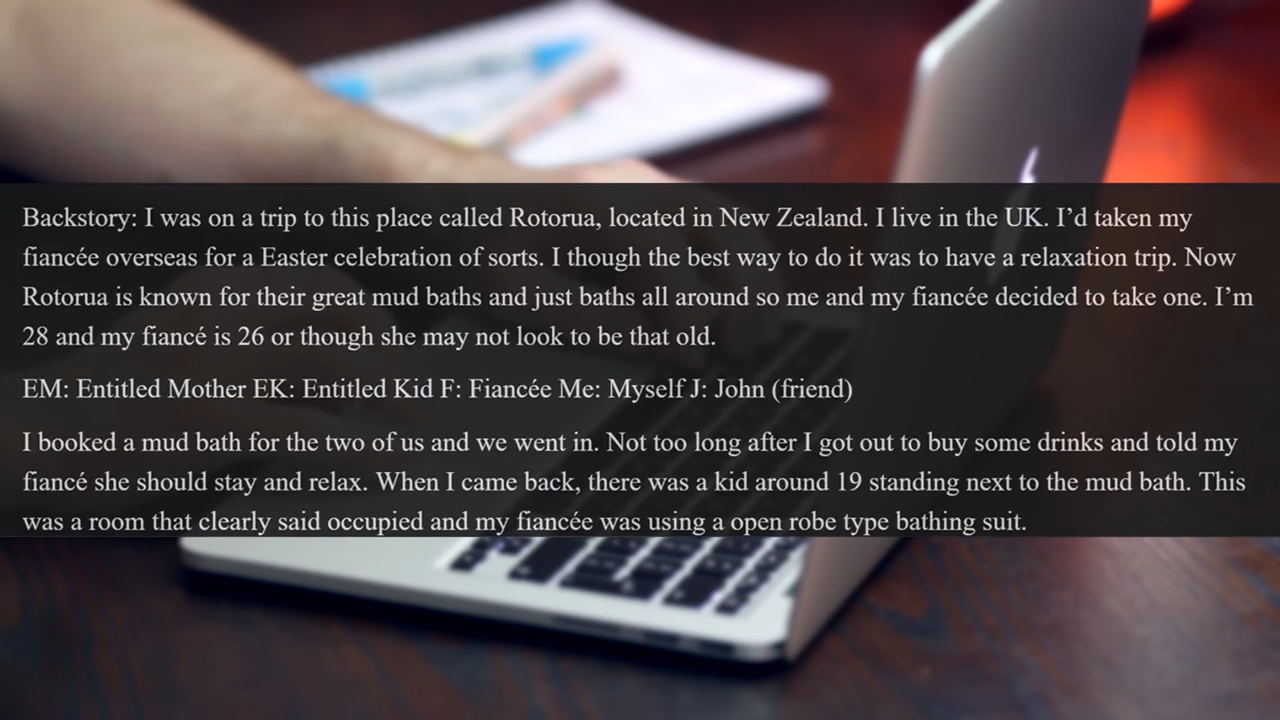 Backstory: I was on a trip to this place called Rotorua, located in New Zealand. I live in the UK. I’d taken my
fiancée overseas for a Easter celebration of sorts. I though the best way to do it was to have a relaxation trip. Now
Rotorua is known for their great mud baths and just baths all around so me and my fiancée decided to take one. I’m
28 and my fiancé is 26 or though she may not look to be that old.
EM: Entitled Mother EK: Entitled Kid F: Fiancée Me: Myself J: John (friend)
I booked a mud bath for the two of us and we went in. Not too long after I got out to buy some drinks and told my
fiancé she should stay and relax. When I came back, there was a kid around 19 standing next to the mud bath. This
was a room that clearly said occupied and my fiancée was using a open robe type bathing suit.